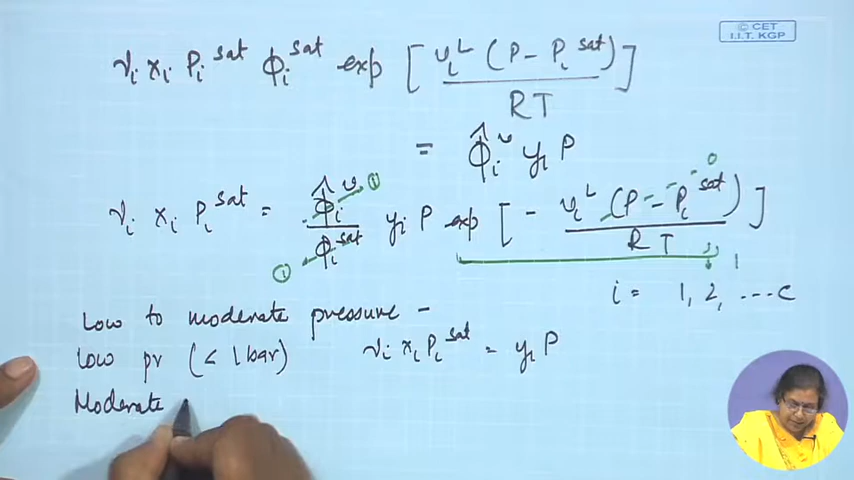 © CET
I.I.T. KGP
γi xi Pi^sat ϕi^sat exp [ vi^L (P - Pi^sat) / RT ]
= ϕ̂i^v yi P
γi xi Pi^sat = ϕ̂i^v / ϕi^sat yi P exp [ - vi^L (P - Pi^sat) / RT ]
① ① 0 1
i = 1, 2, ... c
Low to moderate pressure -
Low pr (< 1 bar) γi xi Pi^sat = yi P
Moderate